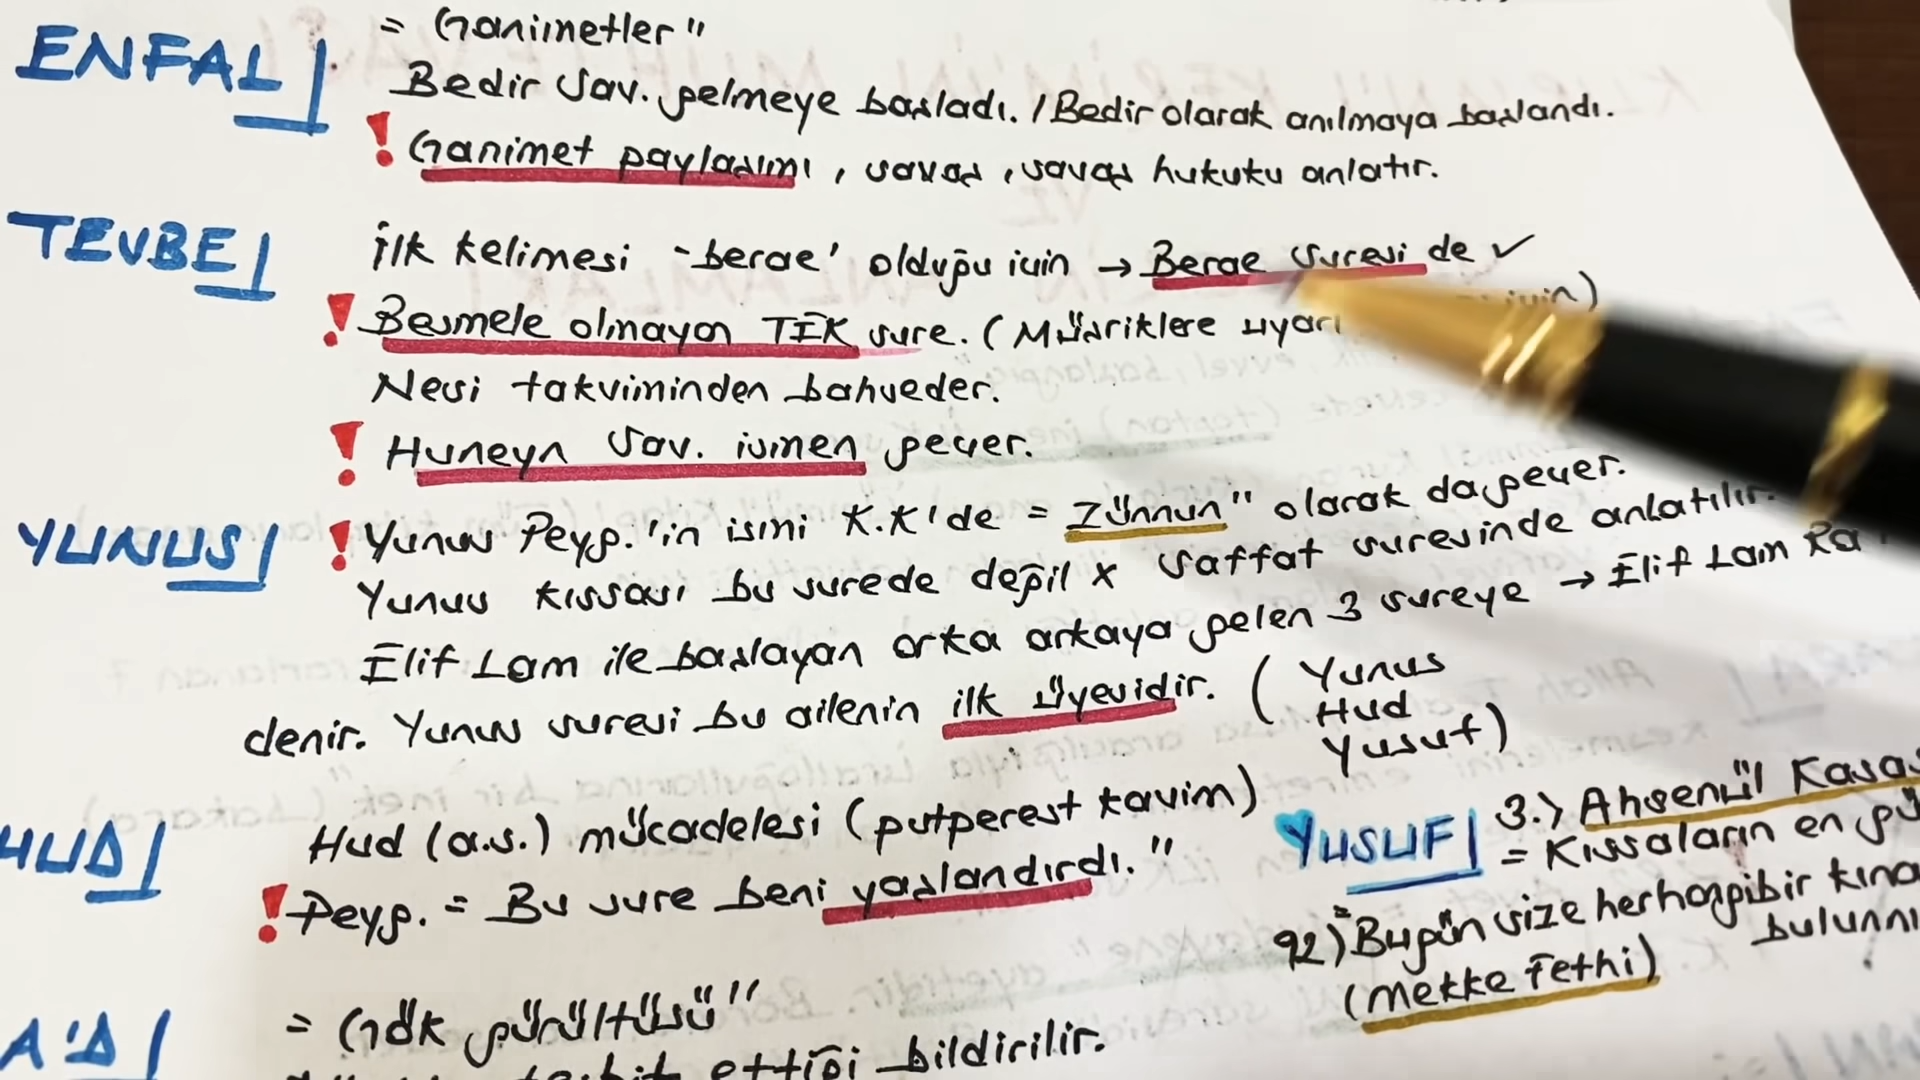 ENFAL
= Ganimetler"
Bedir Sav. gelmeye başladı. / Bedir olarak anılmaya başlandı.
! Ganimet paylaşımı, savaş, savaş hukuku anlatır.
TEVBE
İlk kelimesi -berae' olduğu için → Berae suresi de ✓
! Besmele olmayan TEK sure. (Müşriklere uyarı için)
Nesi takviminden bahseder.
! Huneyn Sav. ismen geçer.
YUNUS
! Yunus Peyg.'in ismi K.K'de = Zünnun" olarak da geçer.
Yunus kıssası bu surede değil x Saffat suresinde anlatılır.
Elif Lam ile başlayan arka arkaya gelen 3 sureye → Elif Lam Ra
denir. Yunus suresi bu ailenin ilk üyesidir. (Yunus
Hud
Yusuf)
HUD
Hud (a.s.) mücadelesi (putperest kavim)
! Peyg. = Bu sure beni yaşlandırdı."
YUSUF
3.) Ahsenül Kasas
= Kıssaların en gü
92) "Bugün size herhangibir kına
bulunm
(Mekke Fethi)
A'D
= Gök gürültüsü"
ettiği bildirilir.